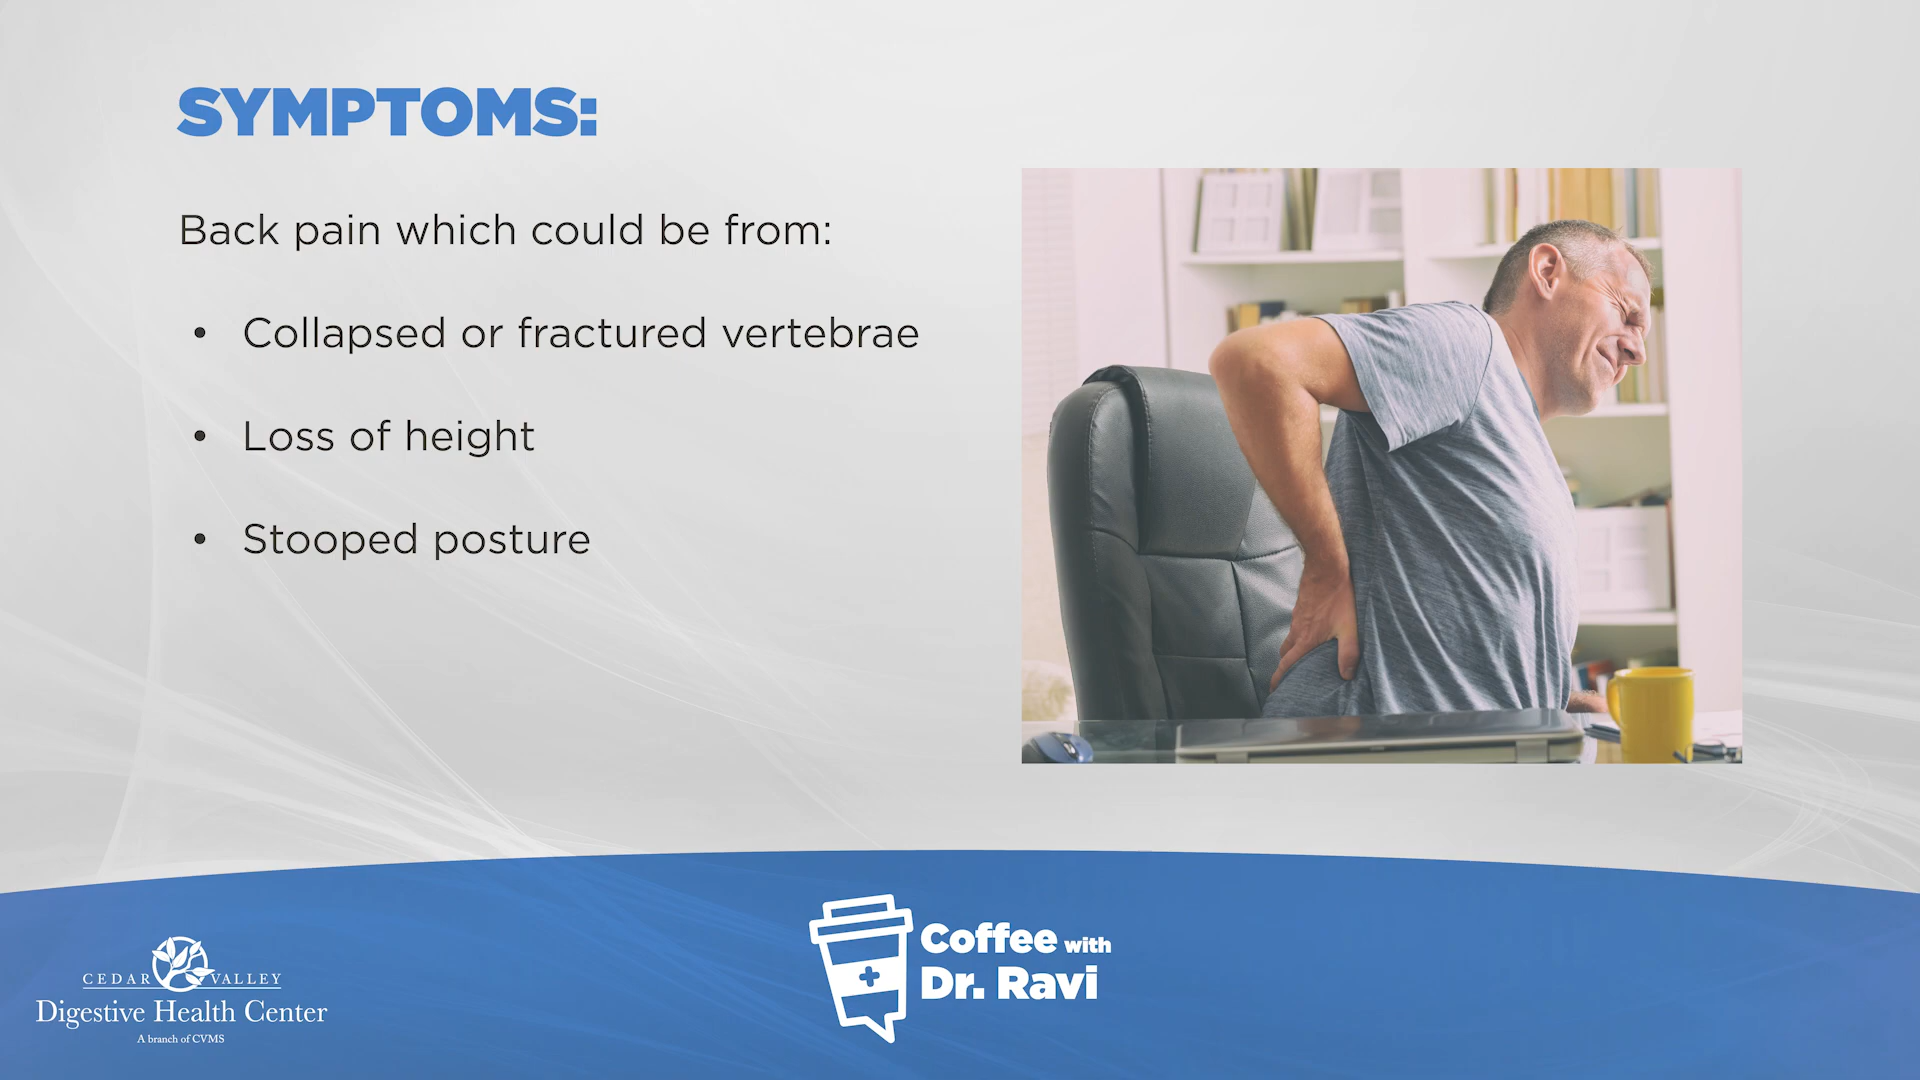 SYMPTOMS:
Back pain which could be from:
• Collapsed or fractured vertebrae
• Loss of height
• Stooped posture
CEDAR VALLEY
Digestive Health Center
A branch of CVMS
Coffee with
Dr. Ravi